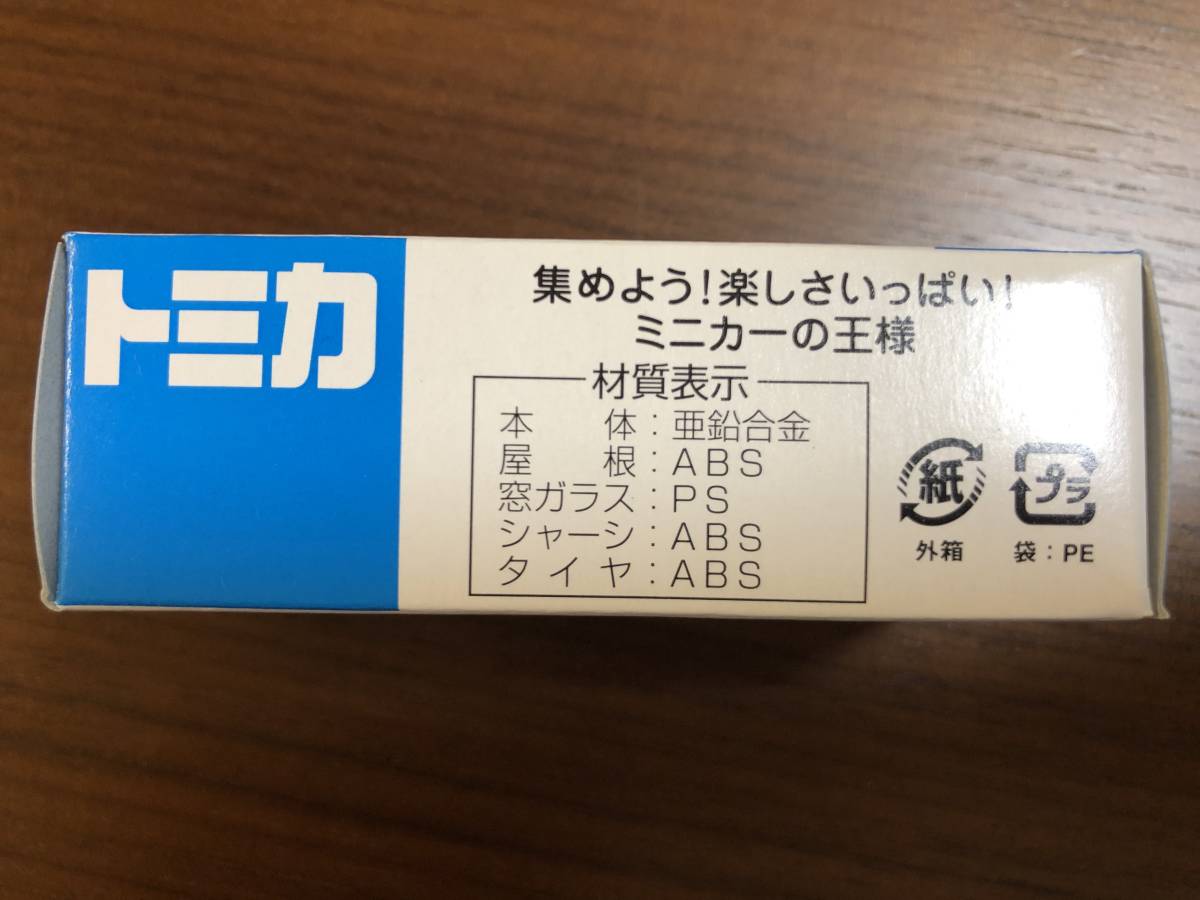 トミカ
集めよう!楽しさいっぱい!
ミニカーの王様
材質表示
本体:亜鉛合金
屋根:ABS
窓ガラス:PS
シャーシ:ABS
タイヤ:ABS
紙
外箱
プラ
袋:PE